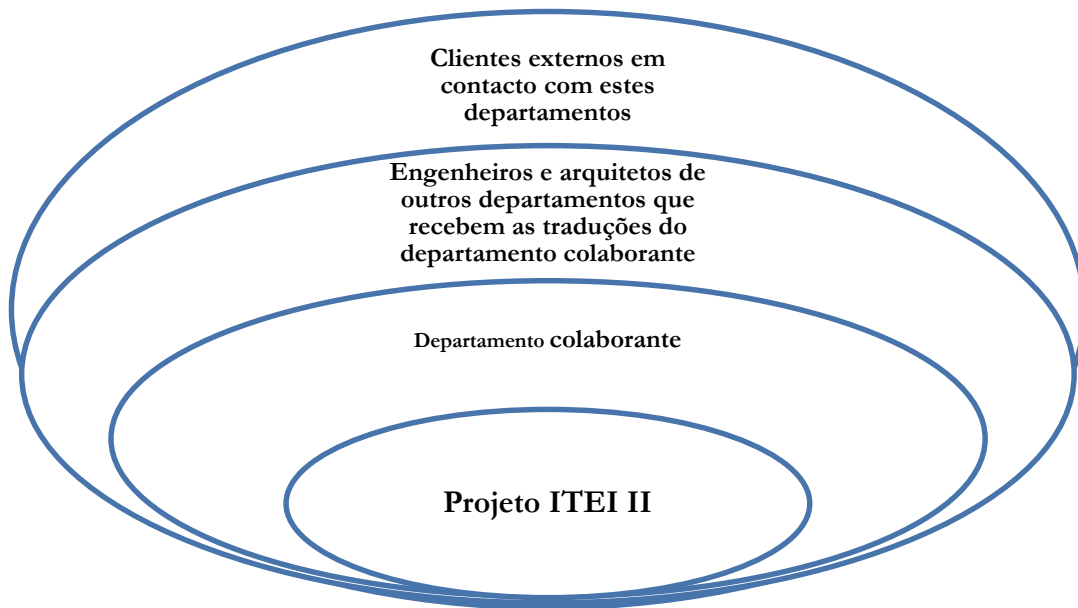 Clientes externos em
contacto com estes
departamentos
Engenheiros e arquitetos de
outros departamentos que
recebem as traduções do
departamento colaborante
Departamento colaborante
Projeto ITEI II